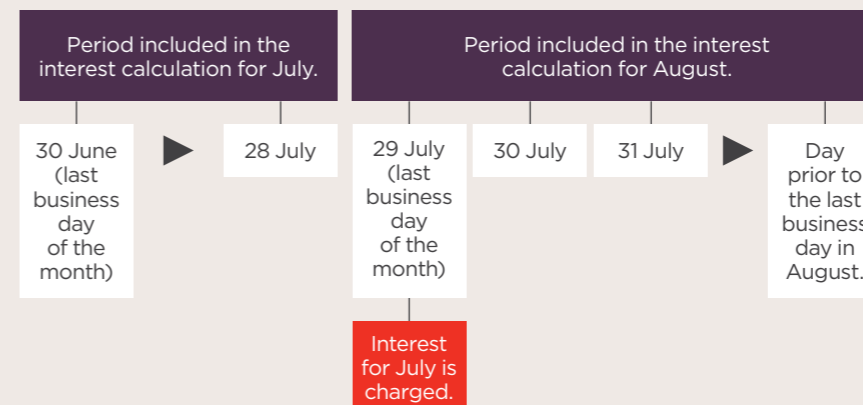 Period included in the
interest calculation for July.
Period included in the interest
calculation for August.
30 June
(last
business
day
of the
month)
28 July
29 July
(last
business
day
of the
month)
30 July
31 July
Day
prior to
the last
business
day in
August.
Interest
for July is
charged.